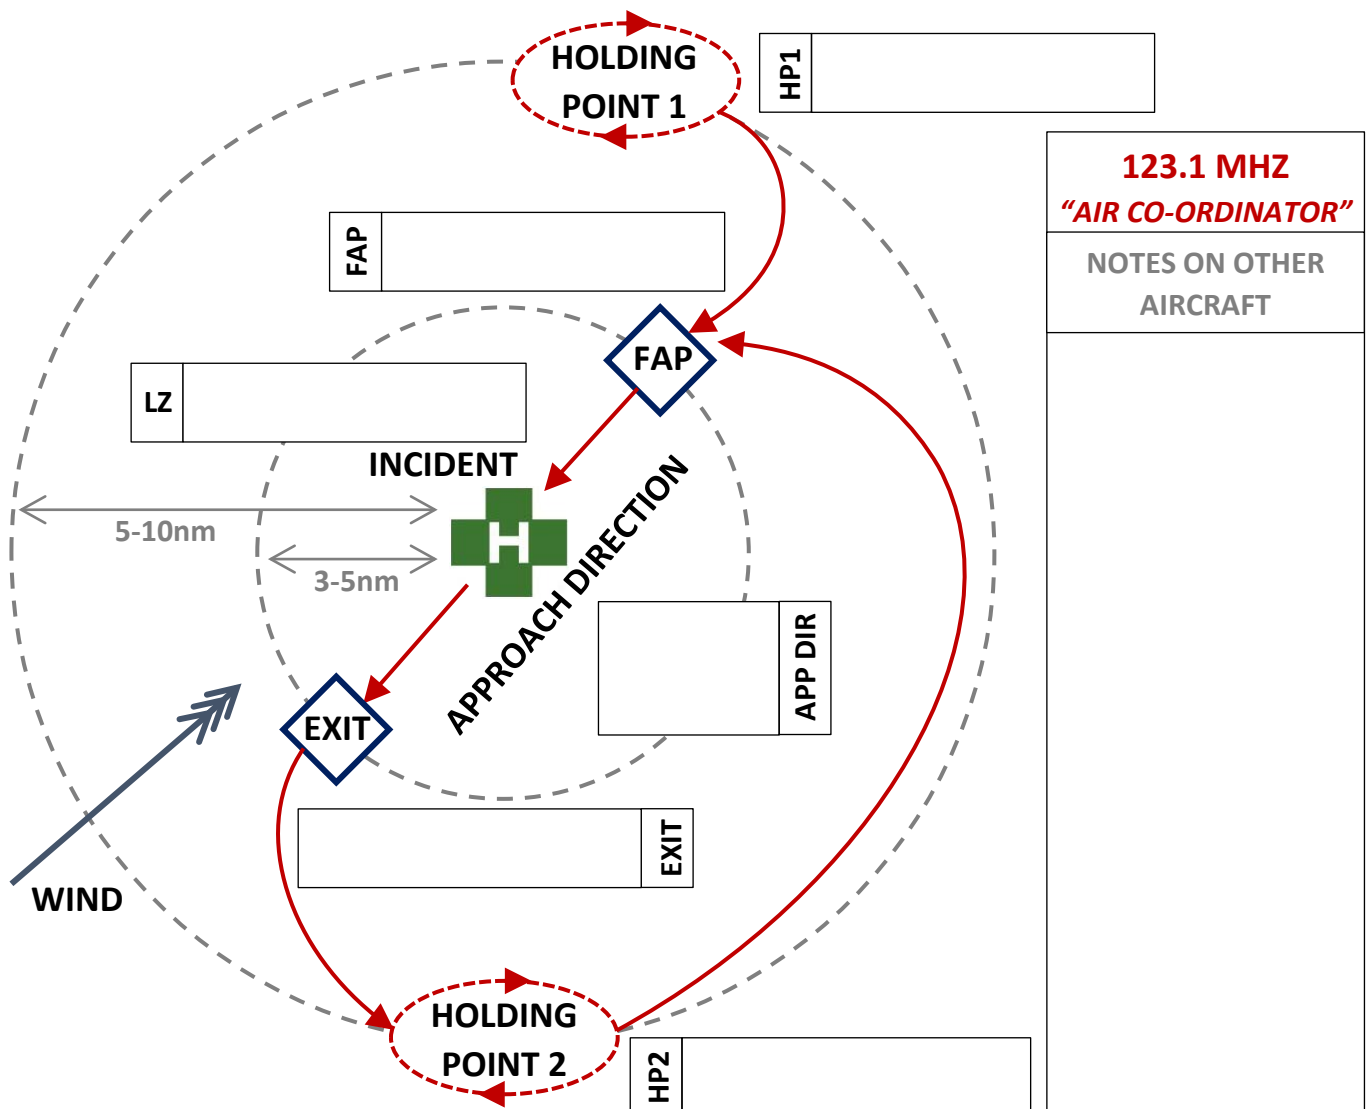 HOLDING
POINT 1
HP1
123.1 MHZ
“AIR CO-ORDINATOR”
NOTES ON OTHER
AIRCRAFT
FAP
FAP
LZ
INCIDENT
5-10nm
H
3-5nm
APPROACH DIRECTION
APP DIR
EXIT
EXIT
WIND
HOLDING
POINT 2
HP2